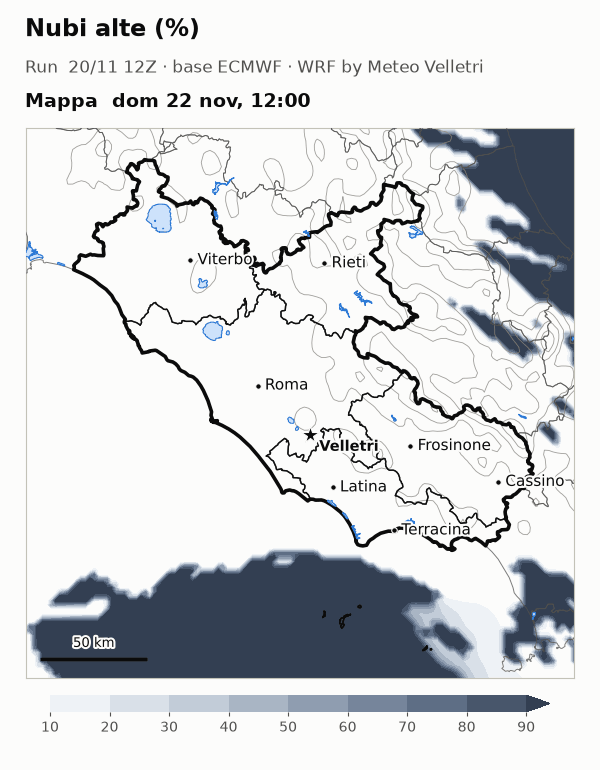 Nubi alte (%)
Run  20/11 12Z · base ECMWF · WRF by Meteo Velletri
Mappa  dom 22 nov, 12:00
Viterbo
Rieti
Roma
Velletri
Frosinone
Latina
Cassino
Terracina
50 km
10 20 30 40 50 60 70 80 90